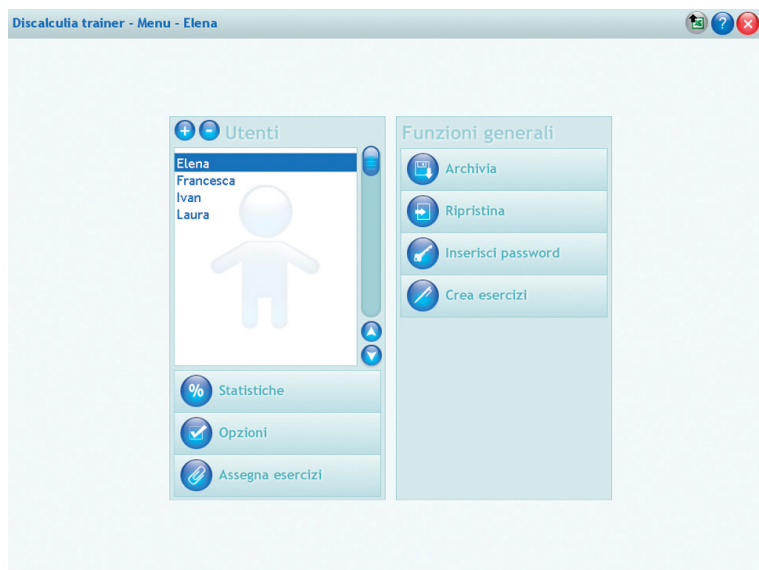 Discalculia trainer - Menu - Elena
?
Utenti
Elena
Francesca
Ivan
Laura
% Statistiche
Opzioni
Assegna esercizi
Funzioni generali
Archivia
Ripristina
Inserisci password
Crea esercizi